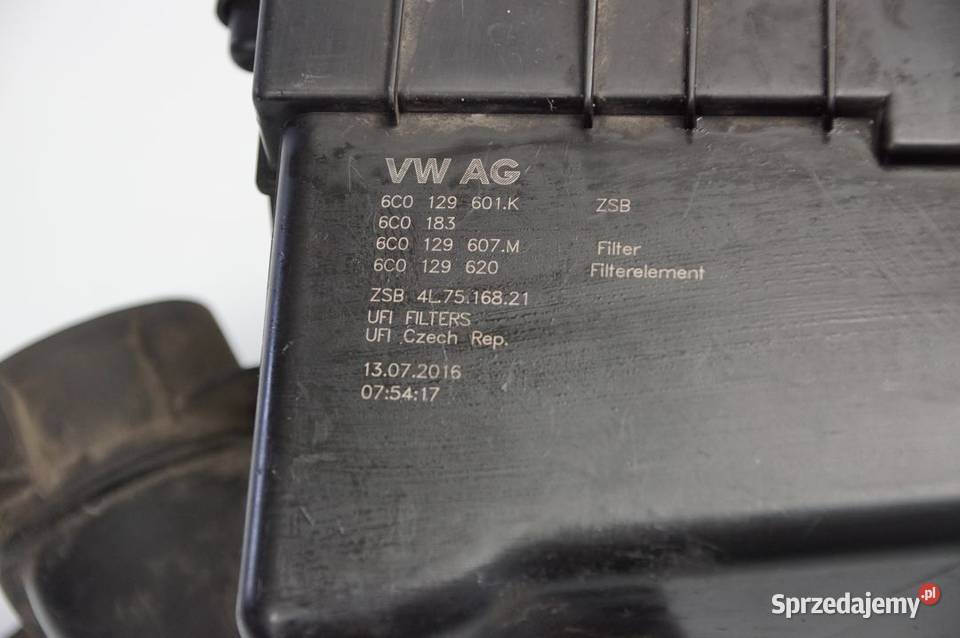 VW AG
6C0 129 601.K ZSB
6C0 183
6C0 129 607.M Filter
6C0 129 620 Filterelement
ZSB 4L.75.168.21
UFI FILTERS
UFI Czech Rep.
13.07.2016
07:54:17
Sprzedajemy.pl